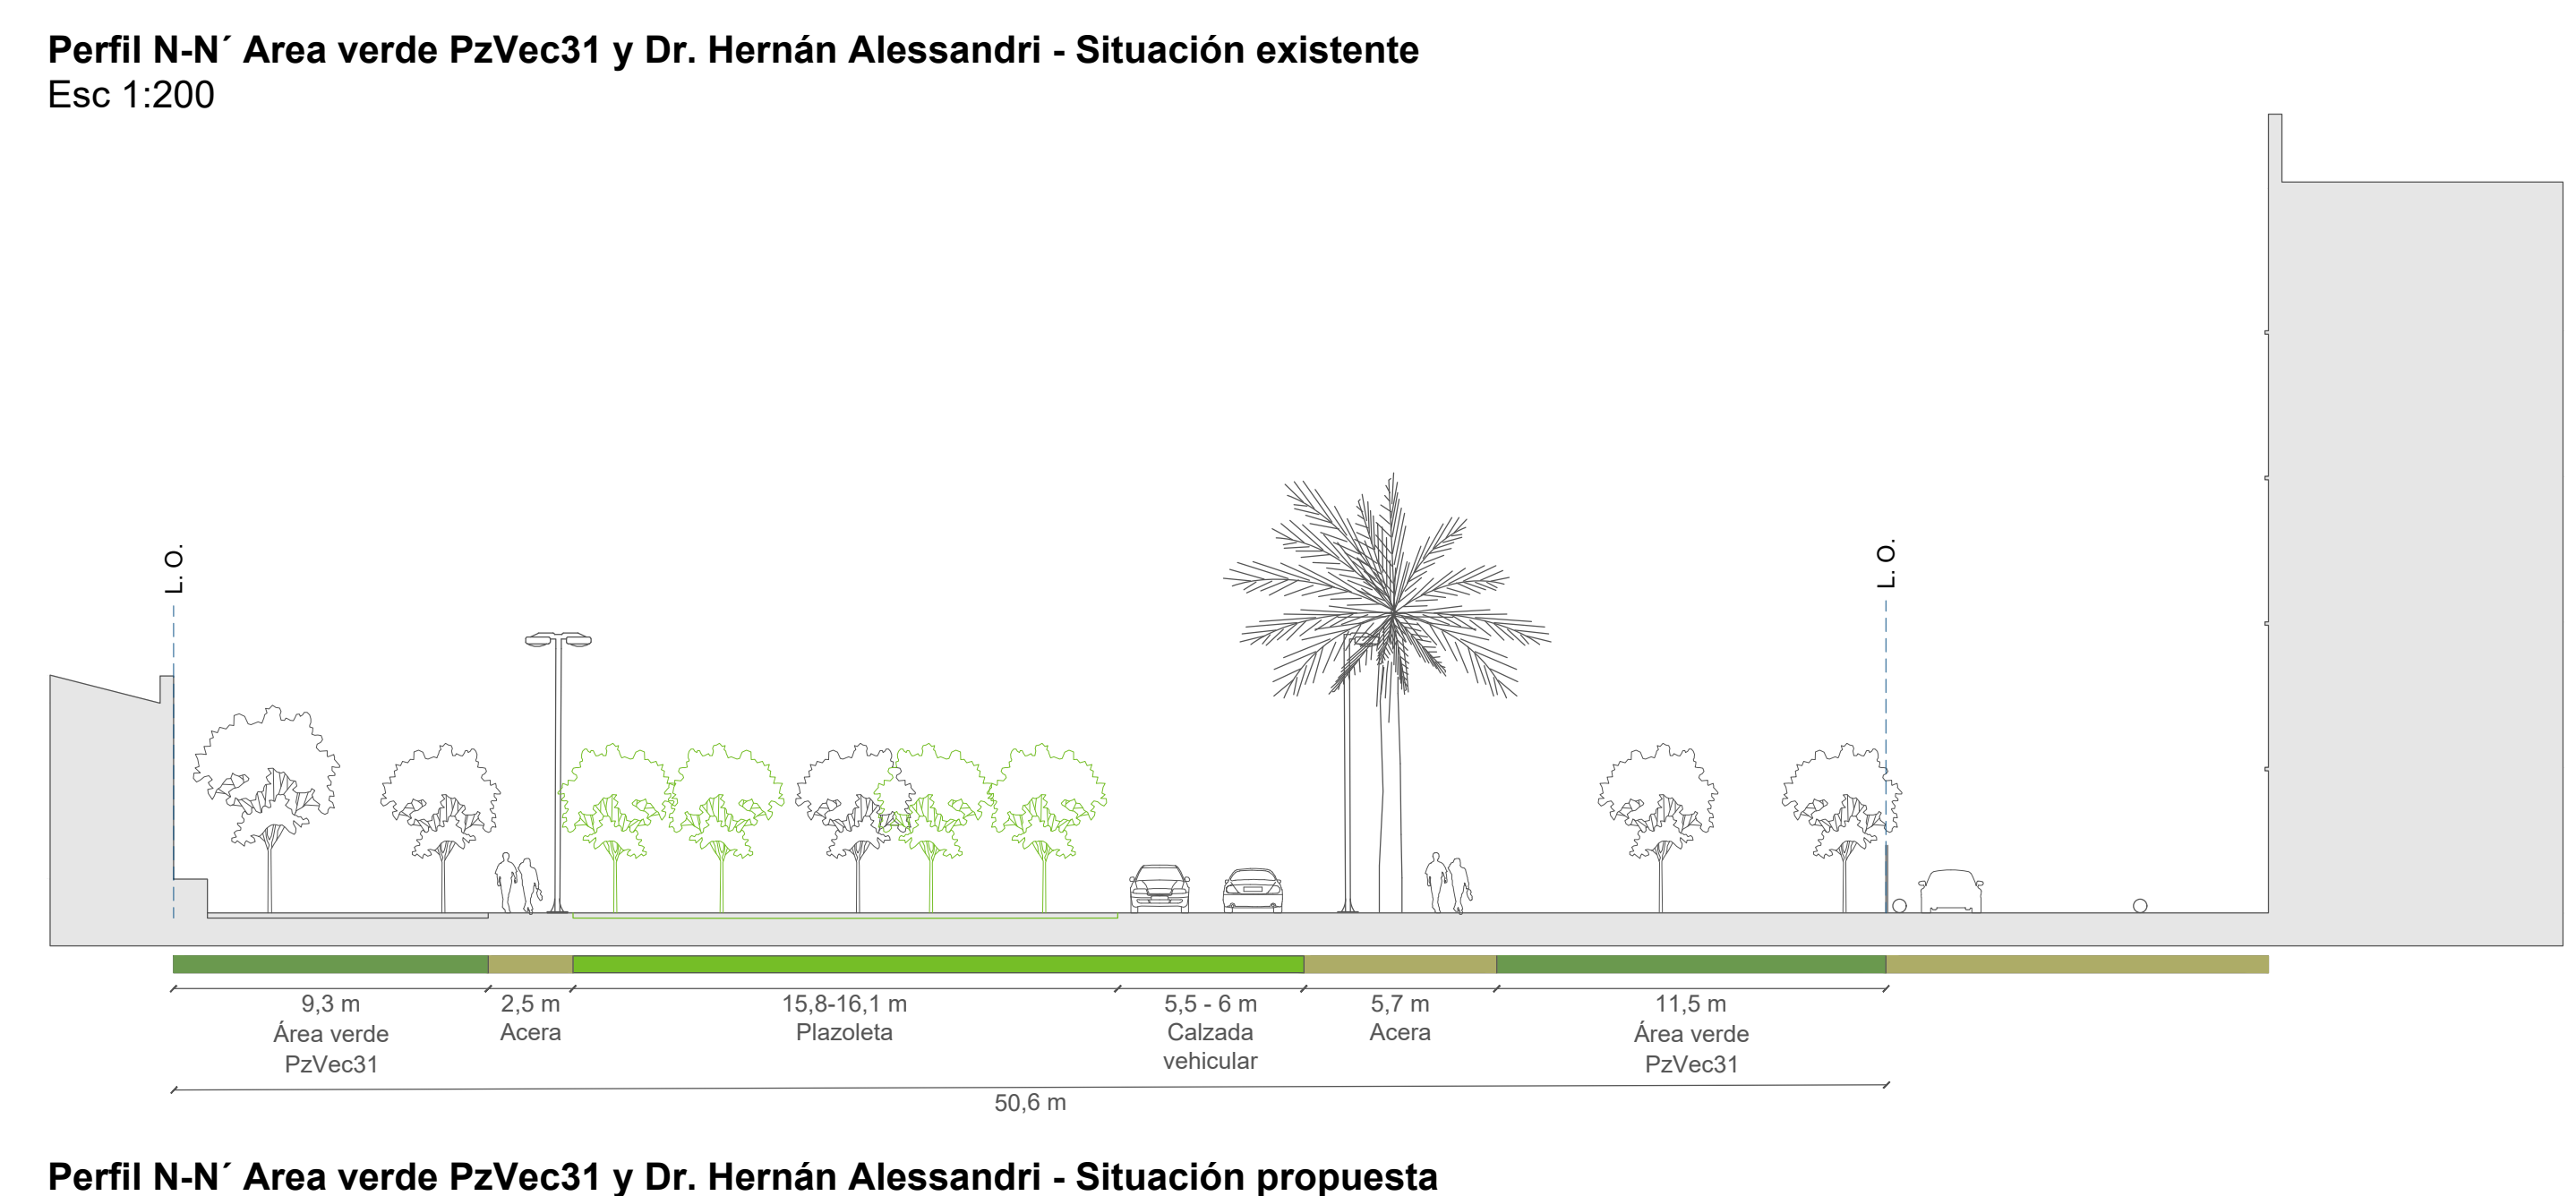 Perfil N-N´ Area verde PzVec31 y Dr. Hernán Alessandri - Situación existente
Esc 1:200
L. O.
L. O.
9,3 m
Área verde
PzVec31
2,5 m
Acera
15,8-16,1 m
Plazoleta
5,5 - 6 m
Calzada
vehicular
5,7 m
Acera
11,5 m
Área verde
PzVec31
50,6 m
Perfil N-N´ Area verde PzVec31 y Dr. Hernán Alessandri - Situación propuesta